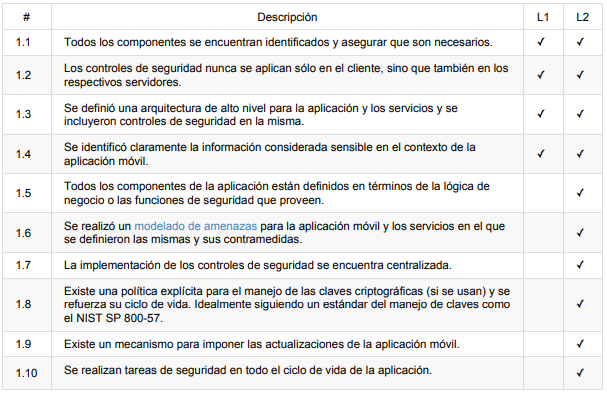 # Descripción L1 L2
1.1 Todos los componentes se encuentran identificados y asegurar que son necesarios. ✓ ✓
1.2 Los controles de seguridad nunca se aplican sólo en el cliente, sino que también en los
respectivos servidores. ✓ ✓
1.3 Se definió una arquitectura de alto nivel para la aplicación y los servicios y se
incluyeron controles de seguridad en la misma. ✓ ✓
1.4 Se identificó claramente la información considerada sensible en el contexto de la
aplicación móvil. ✓ ✓
1.5 Todos los componentes de la aplicación están definidos en términos de la lógica de
negocio o las funciones de seguridad que proveen. ✓
1.6 Se realizó un modelado de amenazas para la aplicación móvil y los servicios en el que
se definieron las mismas y sus contramedidas. ✓
1.7 La implementación de los controles de seguridad se encuentra centralizada. ✓
1.8 Existe una política explícita para el manejo de las claves criptográficas (si se usan) y se
refuerza su ciclo de vida. Idealmente siguiendo un estándar del manejo de claves como
el NIST SP 800-57. ✓
1.9 Existe un mecanismo para imponer las actualizaciones de la aplicación móvil. ✓
1.10 Se realizan tareas de seguridad en todo el ciclo de vida de la aplicación. ✓